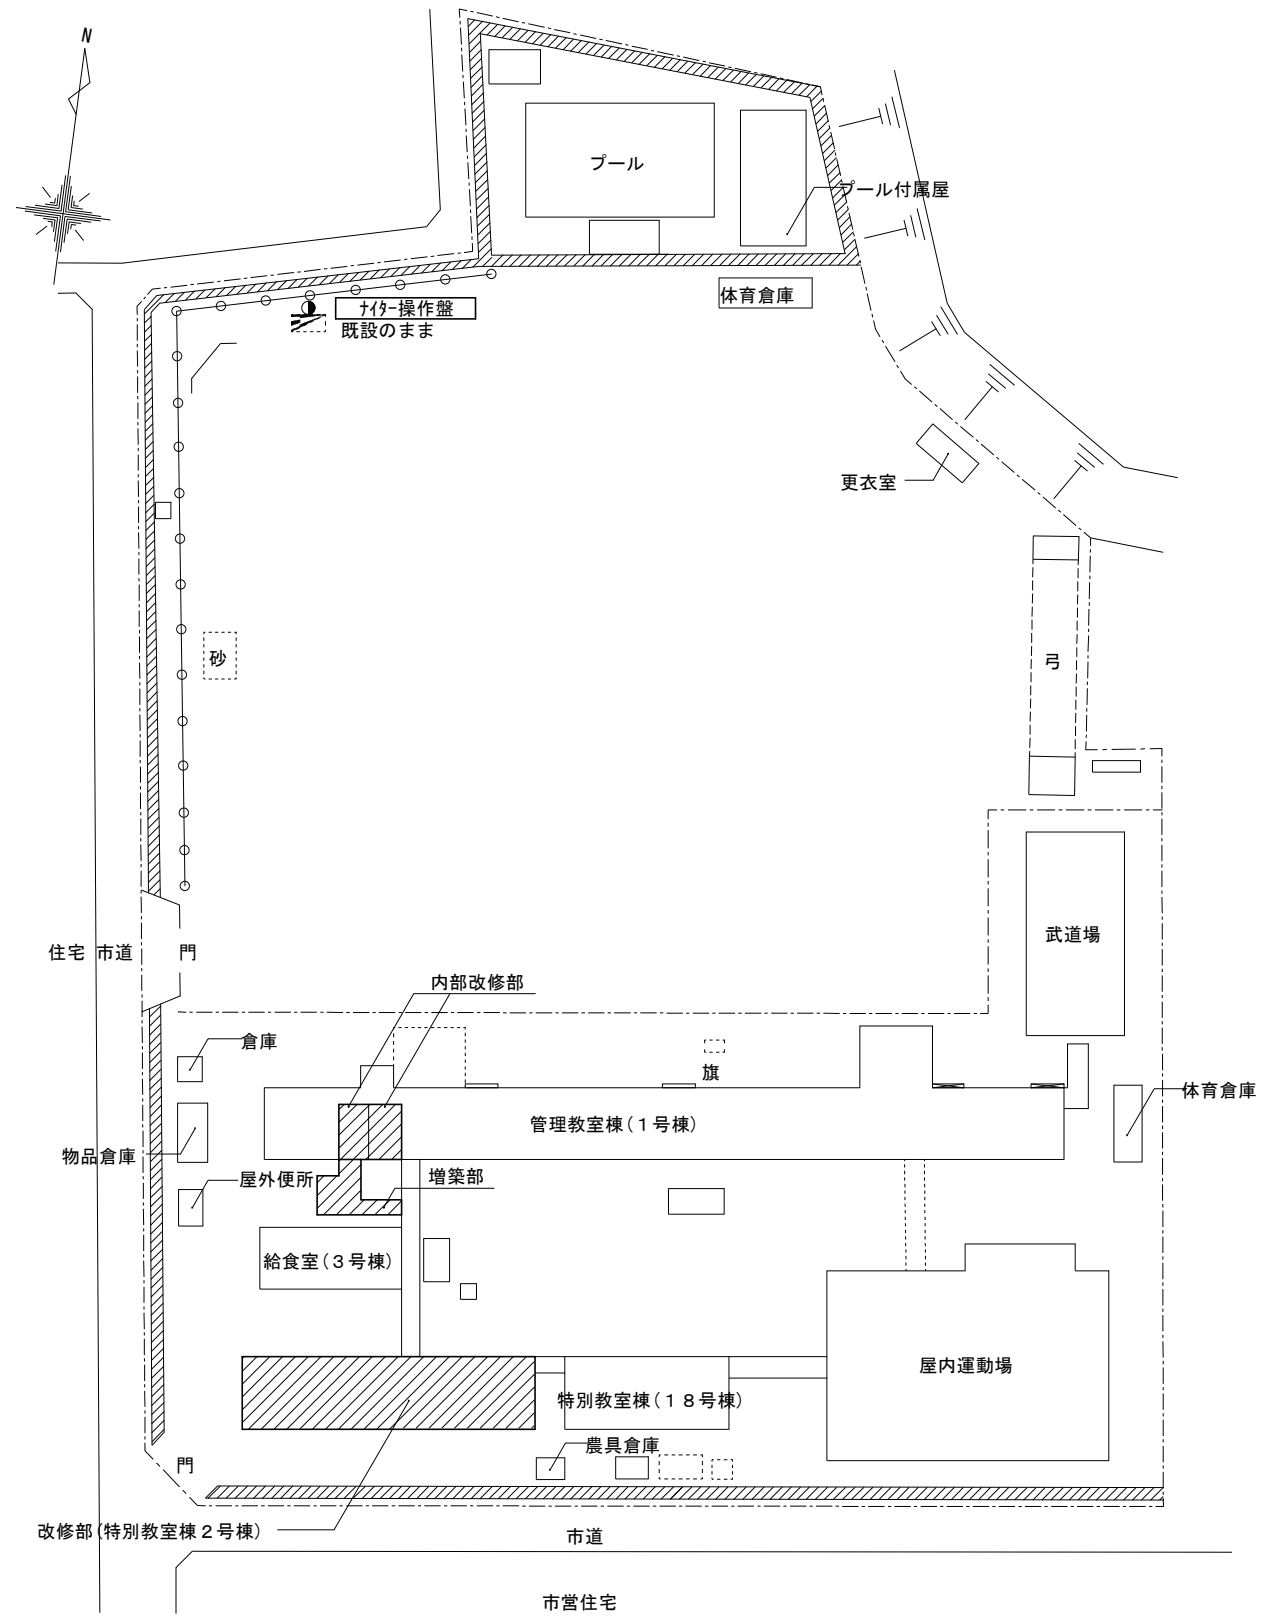 N
プール
プール付属屋
体育倉庫
ﾅｲﾀｰ操作盤
既設のまま
更衣室
砂
弓
武道場
住宅
市道
門
内部改修部
倉庫
旗
体育倉庫
管理教室棟(１号棟)
物品倉庫
屋外便所
増築部
給食室(３号棟)
屋内運動場
特別教室棟(１８号棟)
農具倉庫
門
改修部(特別教室棟２号棟)
市道
市営住宅